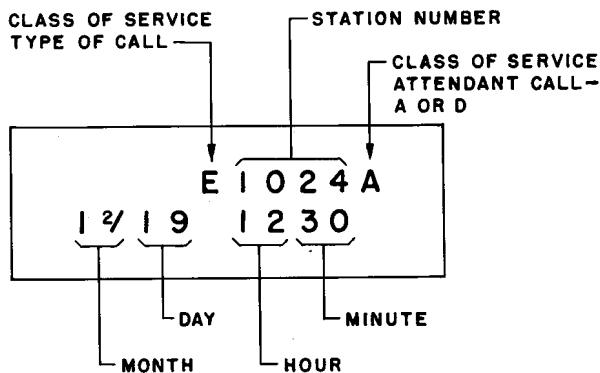 CLASS OF SERVICE
TYPE OF CALL
STATION NUMBER
CLASS OF SERVICE
ATTENDANT CALL-
A OR D
E 1 0 2 4 A
1 2/ 1 9 1 2 3 0
DAY
MINUTE
MONTH
HOUR